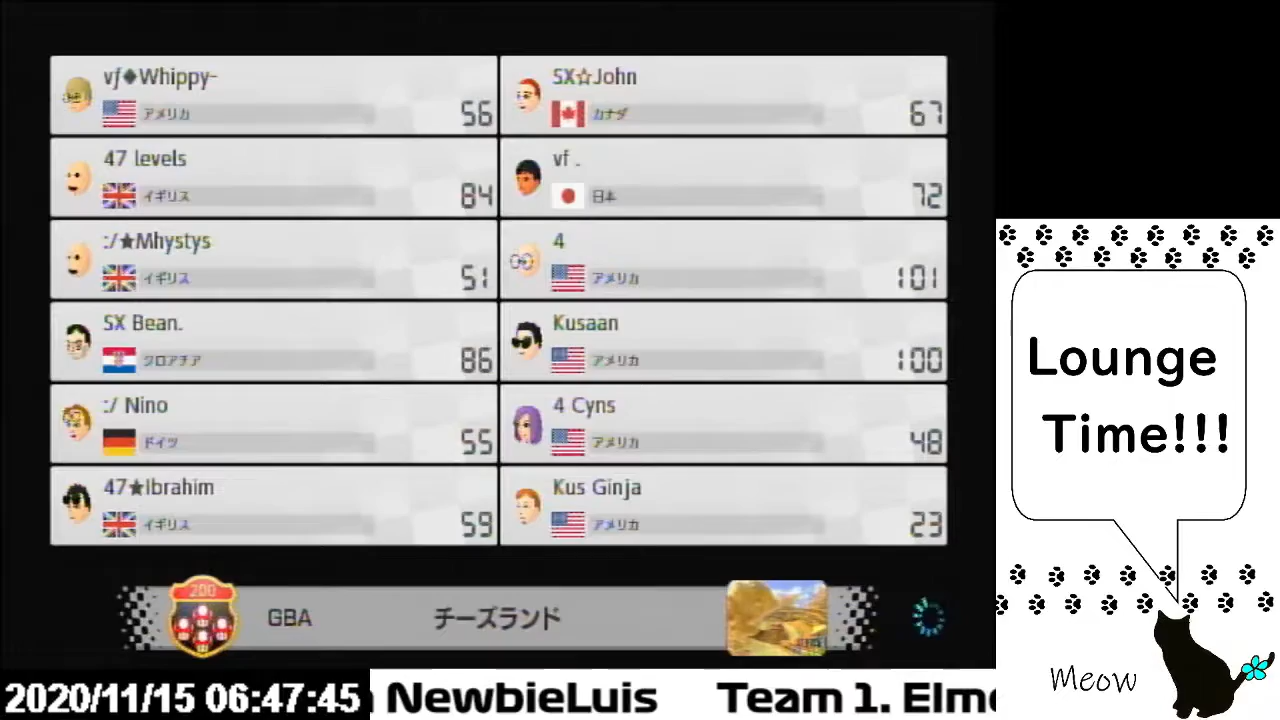 vƒ◆Whippy-
アメリカ
56
SX☆John
カナダ
67
47 levels
イギリス
84
vf .
日本
72
:/★Mhystys
イギリス
51
4
アメリカ
101
SX Bean.
クロアチア
86
Kusaan
アメリカ
100
:/ Nino
ドイツ
55
4 Cyns
アメリカ
48
47★Ibrahim
イギリス
59
Kus Ginja
アメリカ
23
200
GBA チーズランド
Lounge
Time!!!
Meow
2020/11/15 06:47:45
NewbieLuis Team 1. Elm